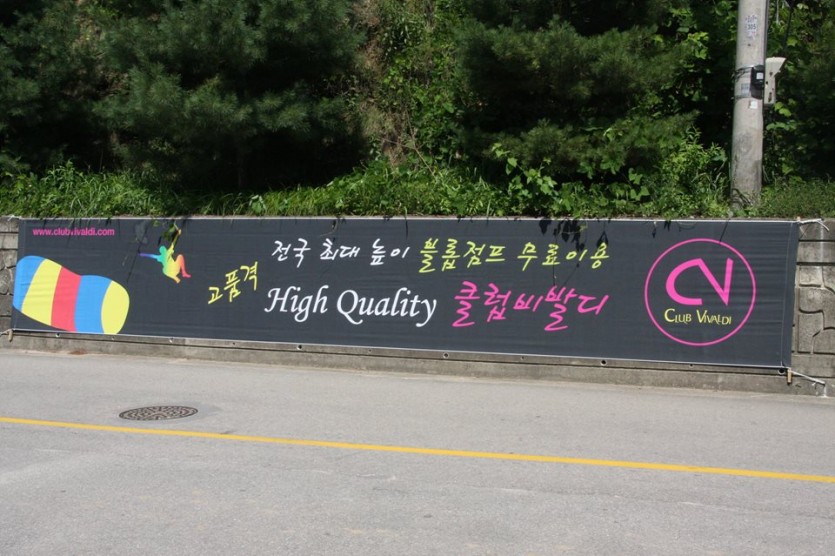 www.clubvivaldi.com
전국 최대 높이 블롭점프 무료이용
고품격
High Quality 클럽비발디
CV
CLUB VIVALDI